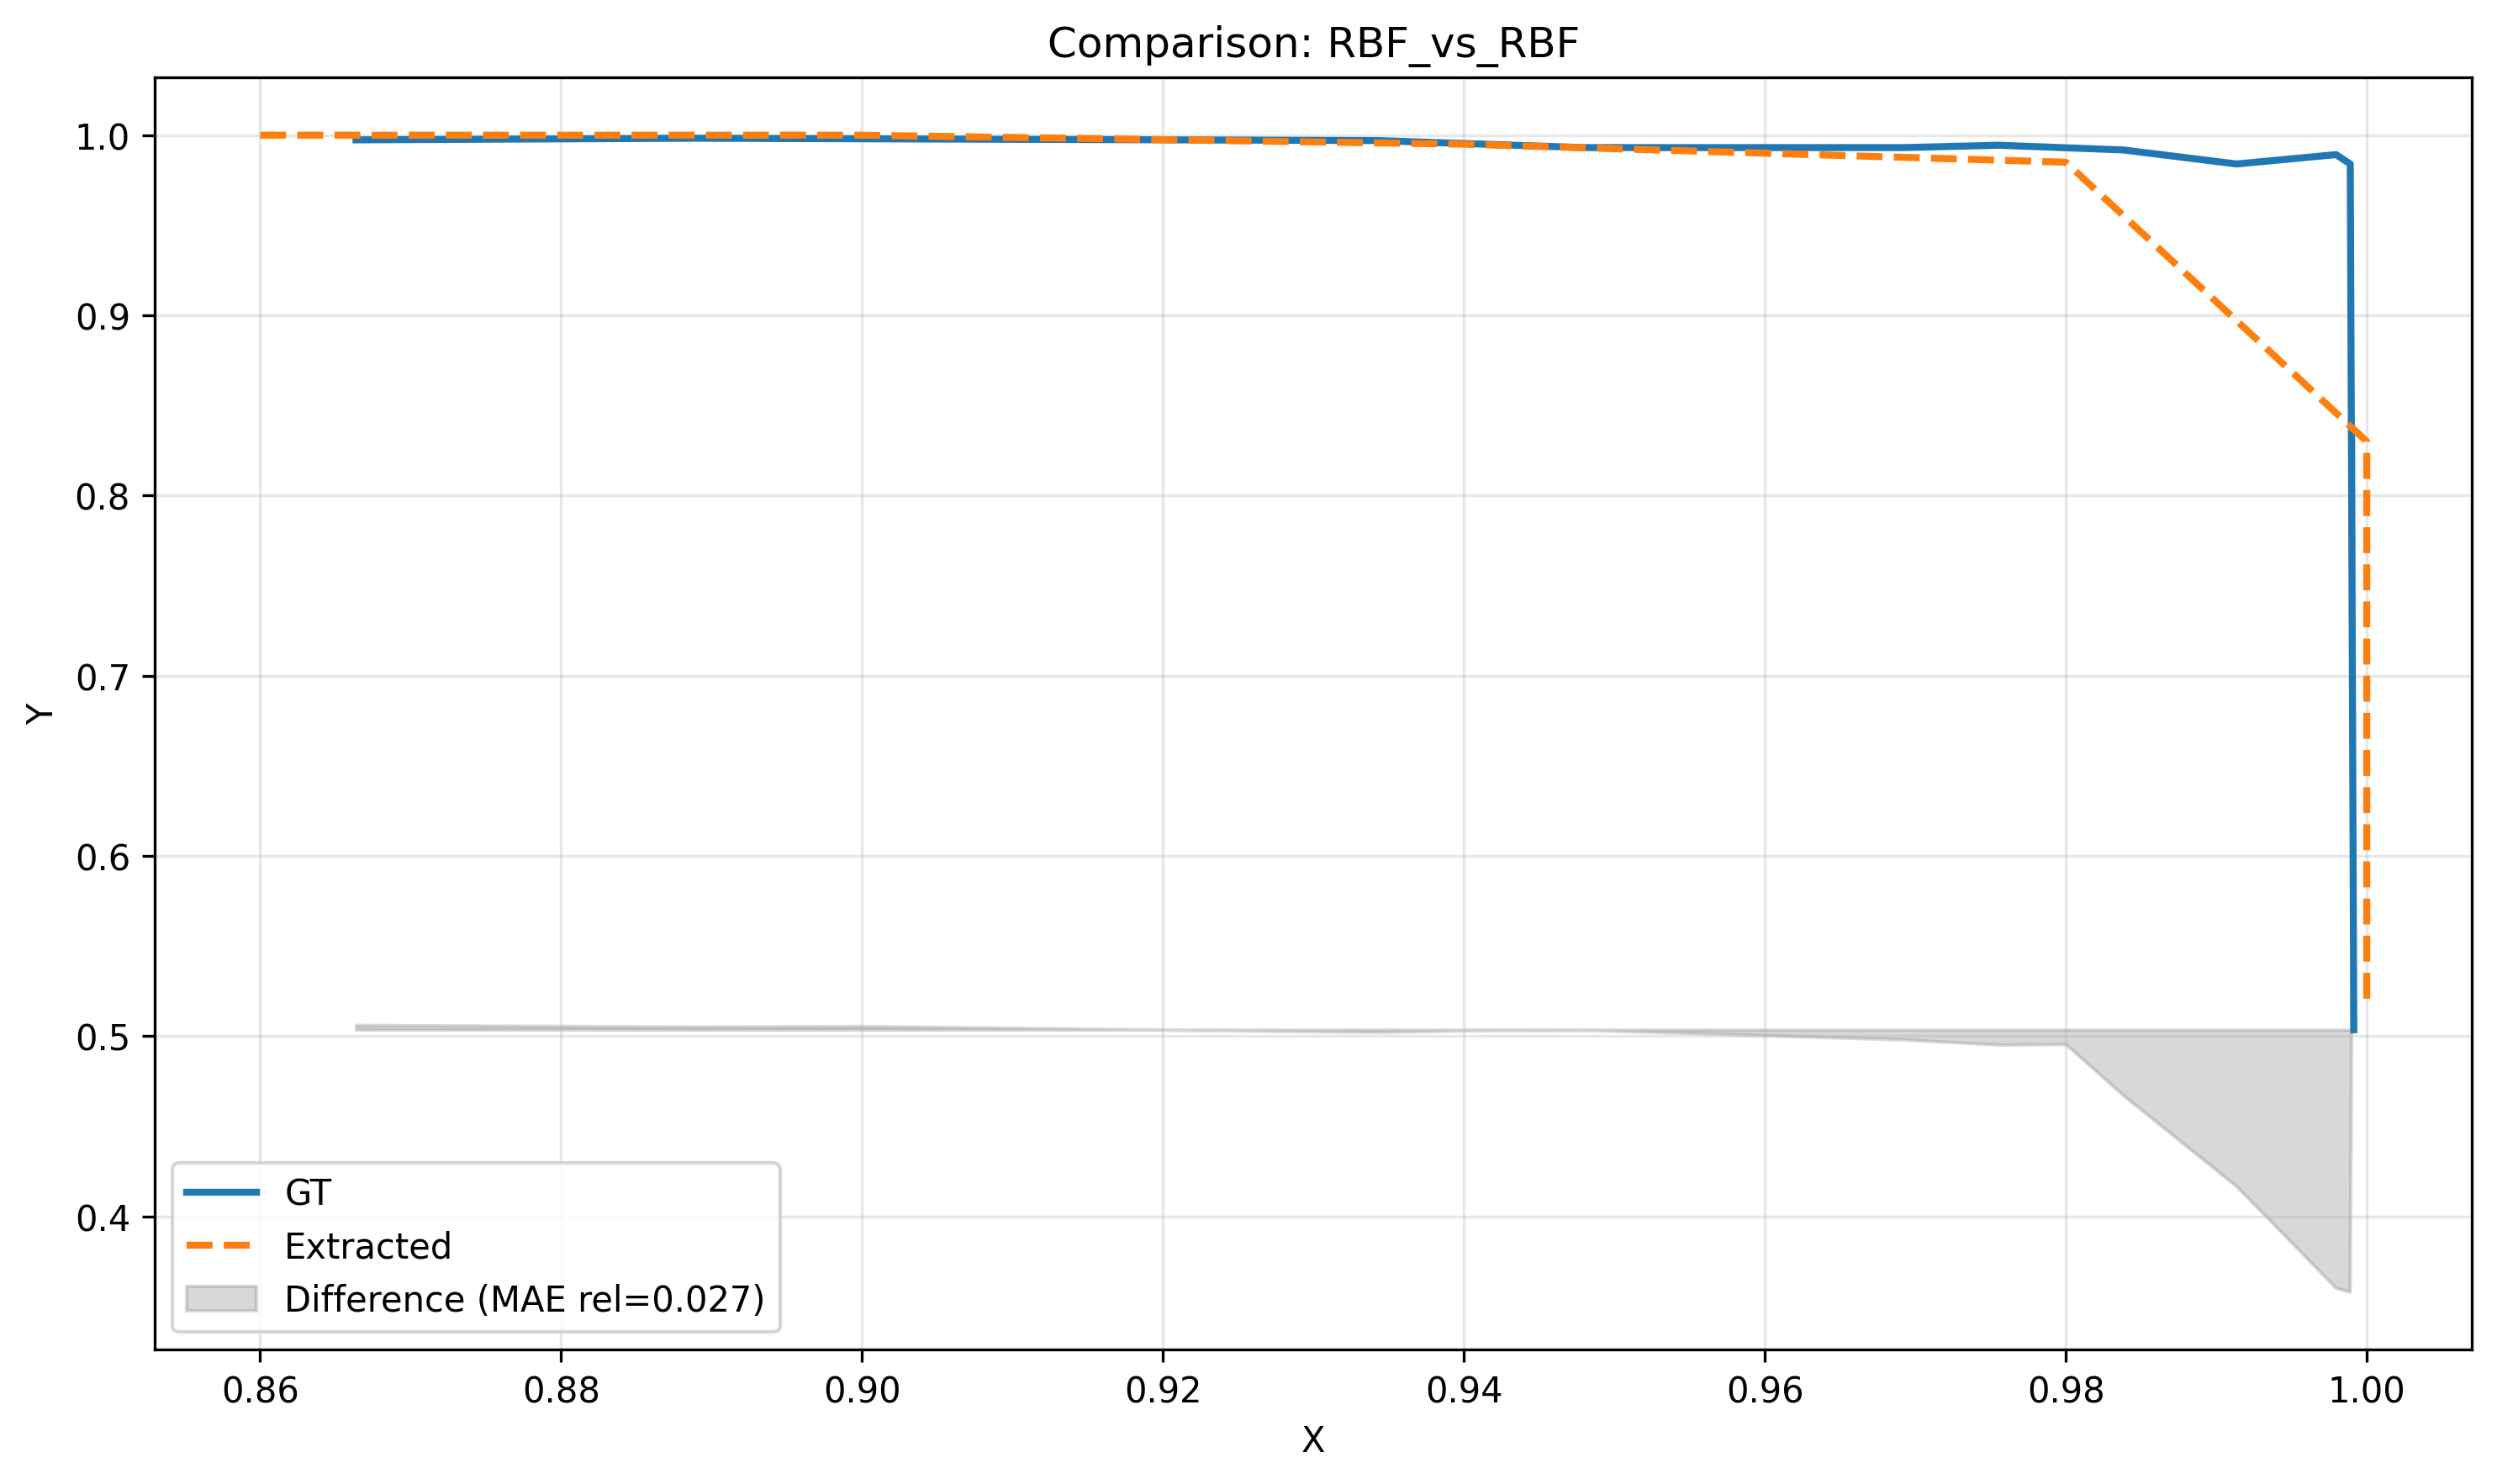 Comparison: RBF_vs_RBF
1.0
0.9
0.8
0.7
0.6
0.5
0.4
Y
GT
Extracted
Difference (MAE rel=0.027)
0.86 0.88 0.90 0.92 0.94 0.96 0.98 1.00
X